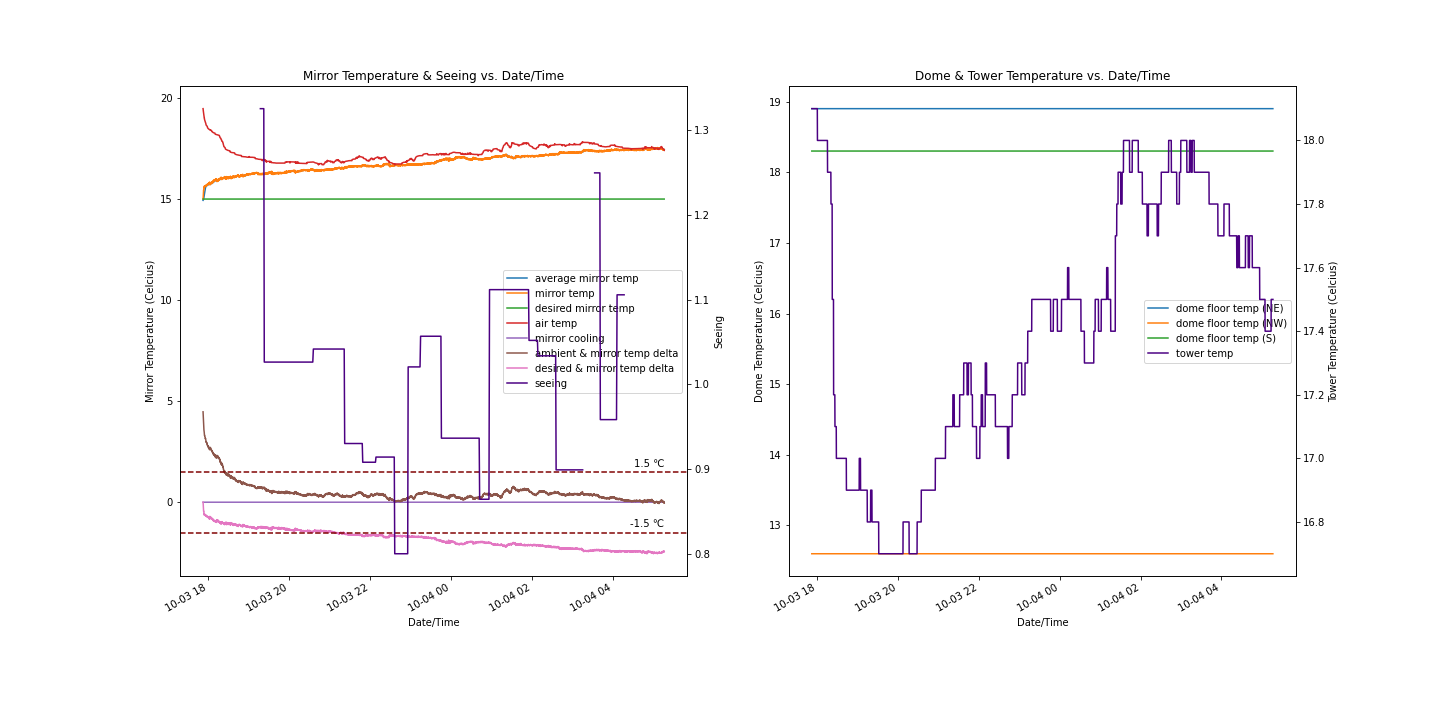 Mirror Temperature & Seeing vs. Date/Time
20
15
10
5
0
Mirror Temperature (Celcius)
1.3
1.2
1.1
1.0
0.9
0.8
Seeing
average mirror temp
mirror temp
desired mirror temp
air temp
mirror cooling
ambient & mirror temp delta
desired & mirror temp delta
seeing
1.5 °C
-1.5 °C
10-03 18
10-03 20
10-03 22
10-04 00
10-04 02
10-04 04
Date/Time
Dome & Tower Temperature vs. Date/Time
19
18
17
16
15
14
13
Dome Temperature (Celcius)
18.0
17.8
17.6
17.4
17.2
17.0
16.8
Tower Temperature (Celcius)
dome floor temp (NE)
dome floor temp (NW)
dome floor temp (S)
tower temp
10-03 18
10-03 20
10-03 22
10-04 00
10-04 02
10-04 04
Date/Time